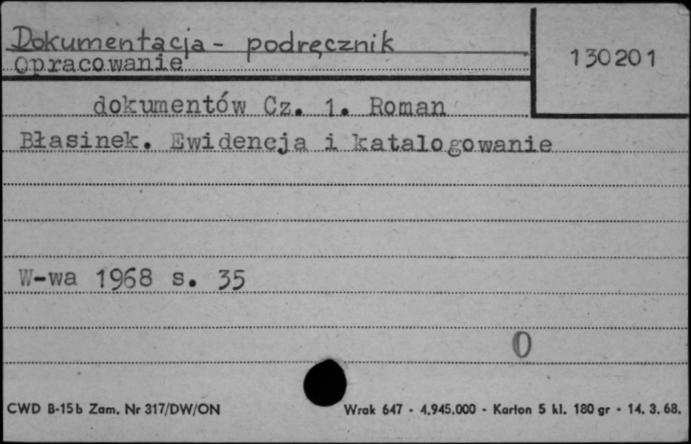 Dokumentacja - podręcznik
130201
Opracowanie
dokumentów Cz. 1. Roman
Błasinek. Ewidencja i katalogowanie
W-wa 1968 s. 35
0
CWD B-15b Zam. Nr 317/DW/ON Wrak 647 - 4.945.000 - Karton 5 kl. 180 gr - 14. 3. 68.